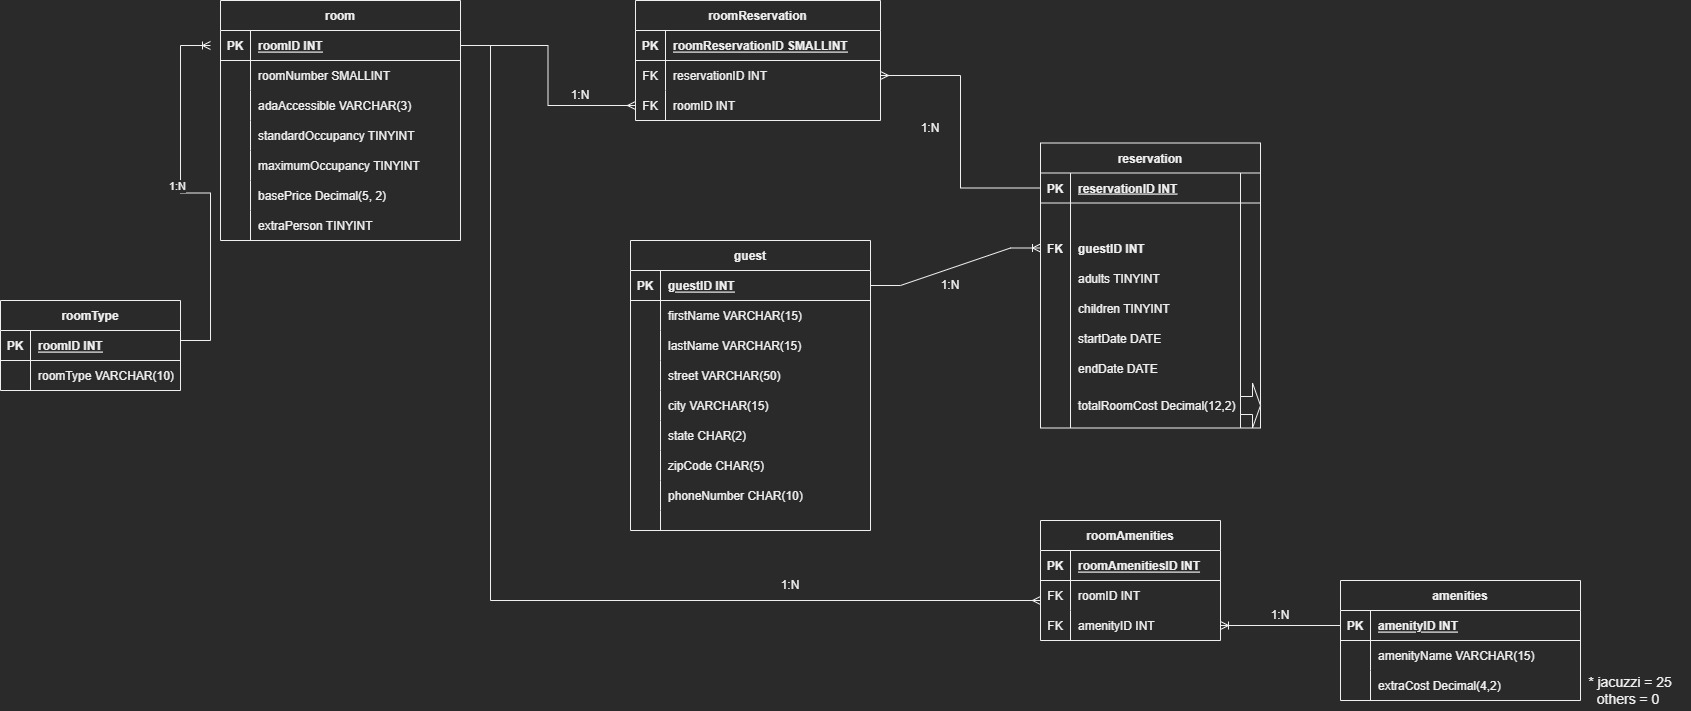 room
PK roomID INT
roomNumber SMALLINT
adaAccessible VARCHAR(3)
standardOccupancy TINYINT
maximumOccupancy TINYINT
basePrice Decimal(5, 2)
extraPerson TINYINT
1:N
roomReservation
PK roomReservationID SMALLINT
FK reservationID INT
FK roomID INT
1:N
1:N
reservation
PK reservationID INT
FK guestID INT
adults TINYINT
children TINYINT
startDate DATE
endDate DATE
totalRoomCost Decimal(12,2)
guest
PK guestID INT
firstName VARCHAR(15)
lastName VARCHAR(15)
street VARCHAR(50)
city VARCHAR(15)
state CHAR(2)
zipCode CHAR(5)
phoneNumber CHAR(10)
1:N
roomType
PK roomID INT
roomType VARCHAR(10)
1:N
roomAmenities
PK roomAmenitiesID INT
FK roomID INT
FK amenityID INT
1:N
amenities
PK amenityID INT
amenityName VARCHAR(15)
extraCost Decimal(4,2)
* jacuzzi = 25
others = 0